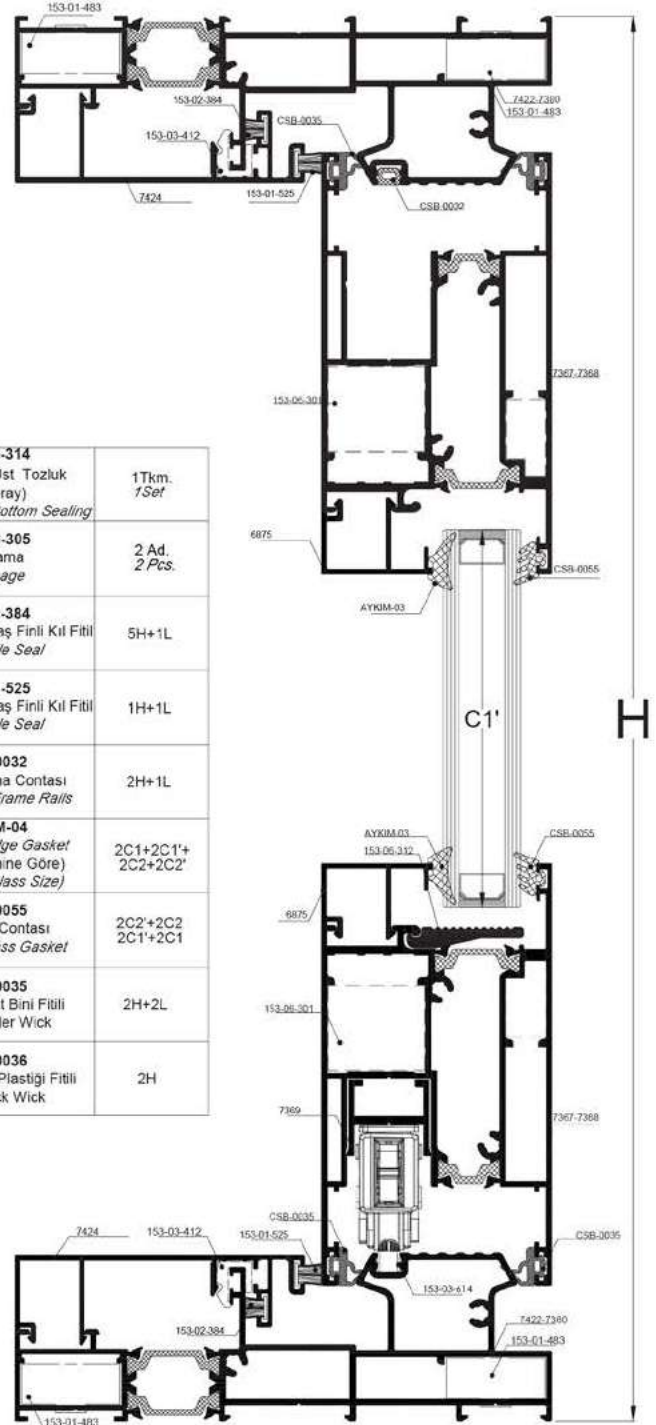 153-01-483
153-02-384
CSB-0035
7422-7380
153-01-483
153-03-412
7424
153-01-525
CSB-0032
153-06-301
7367-7368
6875
AYKIM-03
CSB-0055
C1'
H
-314
Üst Tozluk
ray)
Bottom Sealing
1Tkm.
1Set
-305
ama
age
2 Ad.
2 Pcs.
-384
aş Finli Kıl Fitil
le Seal
5H+1L
-525
aş Finli Kıl Fitil
le Seal
1H+1L
0032
na Contası
Frame Rails
2H+1L
M-04
dge Gasket
nine Göre)
lass Size)
2C1+2C1'+
2C2+2C2'
0055
Contası
ss Gasket
2C2'+2C2
2C1'+2C1
0035
t Bini Fitili
ler Wick
2H+2L
0036
Plastiği Fitili
ck Wick
2H
AYKIM-03
153-06-312
CSB-0055
6875
153-06-301
7369
7367-7368
CSB-0035
CSB-0035
7424
153-03-412
153-01-525
153-03-614
153-02-384
7422-7380
153-01-483
153-01-483